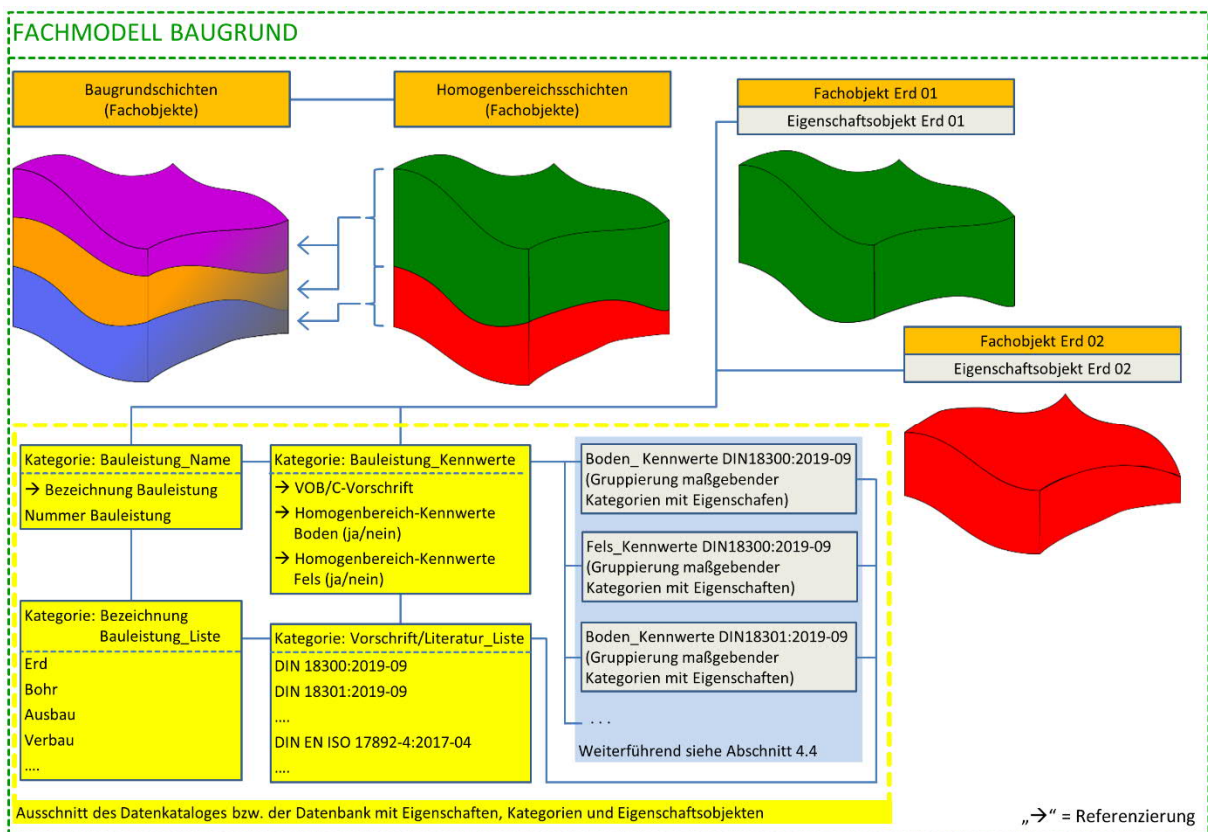 FACHMODELL BAUGRUND
Baugrundschichten
(Fachobjekte)
Homogenbereichsschichten
(Fachobjekte)
Fachobjekt Erd 01
Eigenschaftsobjekt Erd 01
Fachobjekt Erd 02
Eigenschaftsobjekt Erd 02
Kategorie: Bauleistung_Name
→ Bezeichnung Bauleistung
Nummer Bauleistung
Kategorie: Bauleistung_Kennwerte
→ VOB/C-Vorschrift
→ Homogenbereich-Kennwerte
Boden (ja/nein)
→ Homogenbereich-Kennwerte
Fels (ja/nein)
Boden_ Kennwerte DIN18300:2019-09
(Gruppierung maßgebender
Kategorien mit Eigenschafen)
Fels_Kennwerte DIN18300:2019-09
(Gruppierung maßgebender
Kategorien mit Eigenschaften)
Boden_Kennwerte DIN18301:2019-09
(Gruppierung maßgebender
Kategorien mit Eigenschaften)
. . .
Weiterführend siehe Abschnitt 4.4
Kategorie: Bezeichnung
Bauleistung_Liste
Erd
Bohr
Ausbau
Verbau
....
Kategorie: Vorschrift/Literatur_Liste
DIN 18300:2019-09
DIN 18301:2019-09
....
DIN EN ISO 17892-4:2017-04
....
Ausschnitt des Datenkataloges bzw. der Datenbank mit Eigenschaften, Kategorien und Eigenschaftsobjekten
„→“ = Referenzierung